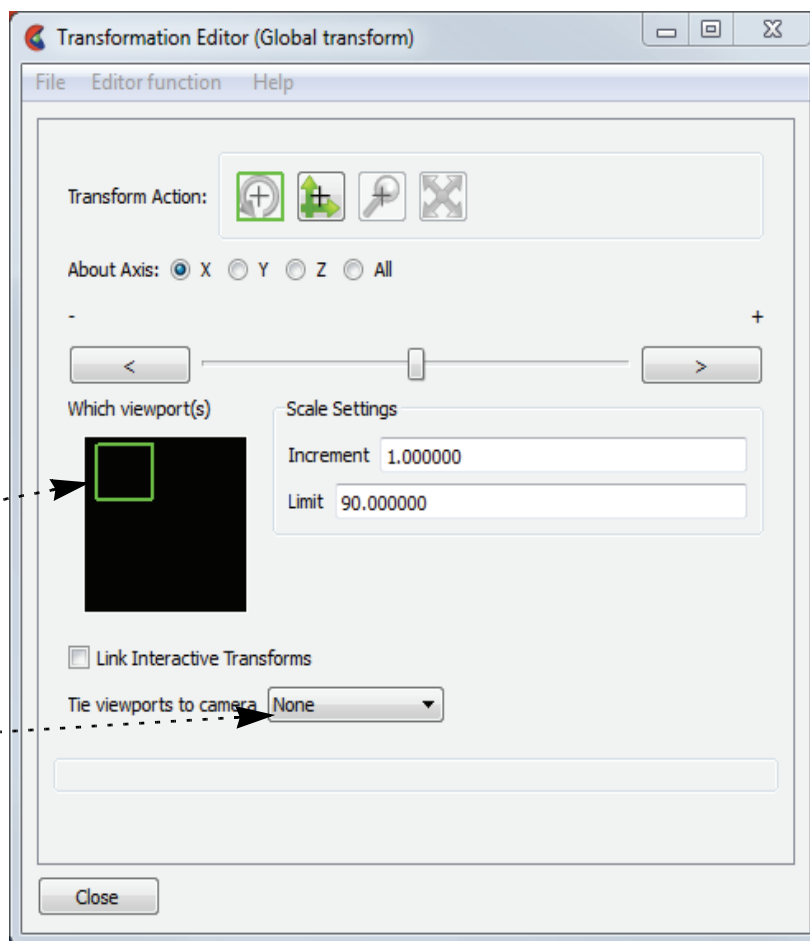 Transformation Editor (Global transform)
File Editor function Help
Transform Action:
About Axis: X Y Z All
- +
< >
Which viewport(s) Scale Settings
Increment 1.000000
Limit 90.000000
Link Interactive Transforms
Tie viewports to camera None
Close